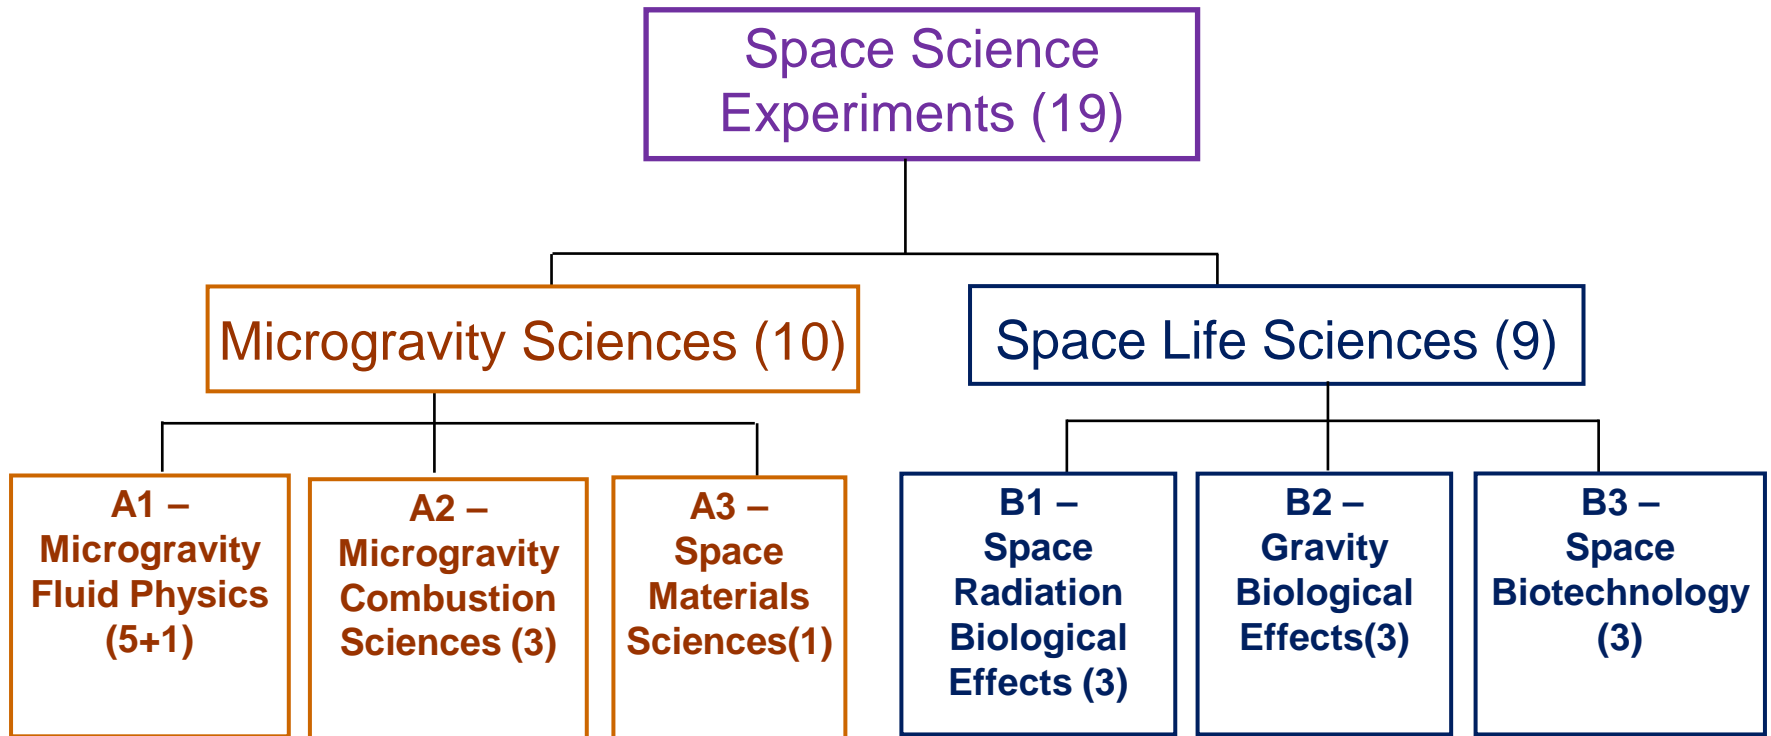 Space Science
Experiments (19)
Microgravity Sciences (10)
Space Life Sciences (9)
A1 –
Microgravity
Fluid Physics
(5+1)
A2 –
Microgravity
Combustion
Sciences (3)
A3 –
Space
Materials
Sciences(1)
B1 –
Space
Radiation
Biological
Effects (3)
B2 –
Gravity
Biological
Effects(3)
B3 –
Space
Biotechnology
(3)